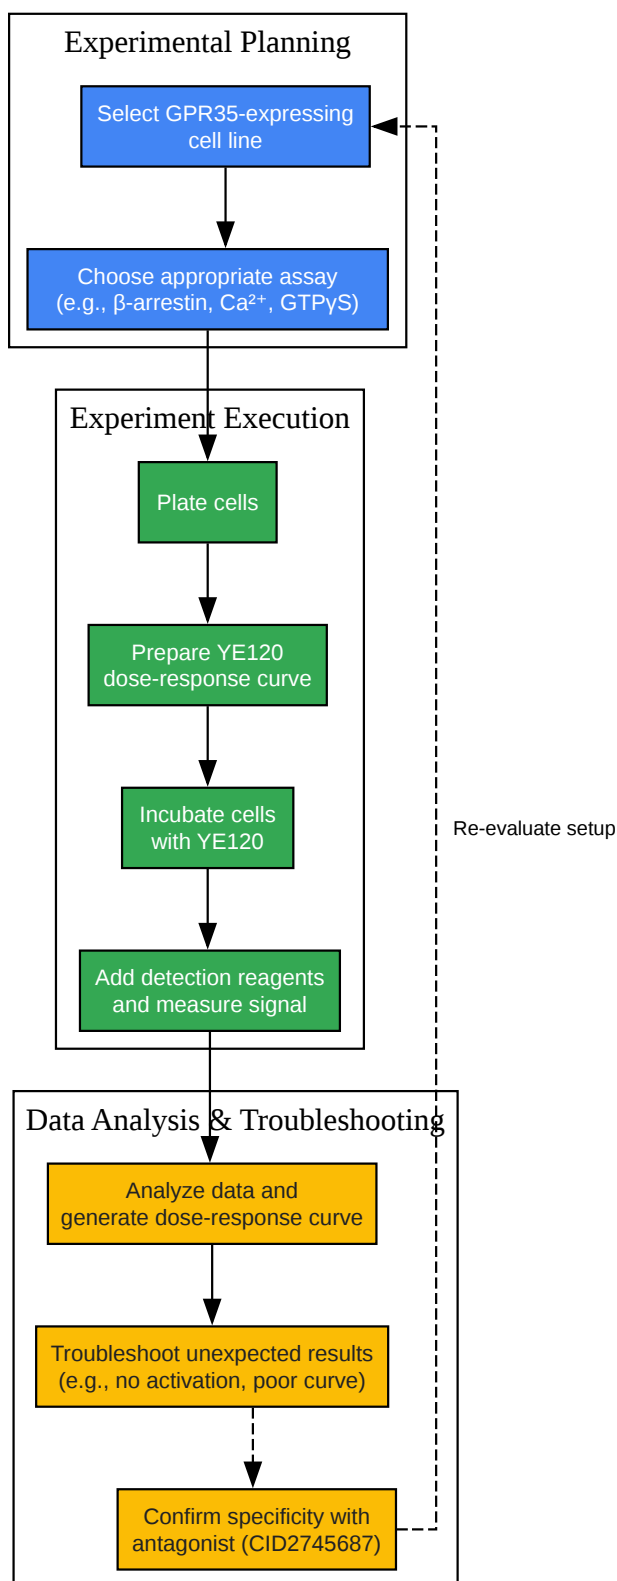 Experimental Planning
Select GPR35-expressing
cell line
Choose appropriate assay
(e.g., β-arrestin, Ca²⁺, GTPγS)
Experiment Execution
Plate cells
Prepare YE120
dose-response curve
Incubate cells
with YE120
Re-evaluate setup
Add detection reagents
and measure signal
Data Analysis & Troubleshooting
Analyze data and
generate dose-response curve
Troubleshoot unexpected results
(e.g., no activation, poor curve)
Confirm specificity with
antagonist (CID2745687)